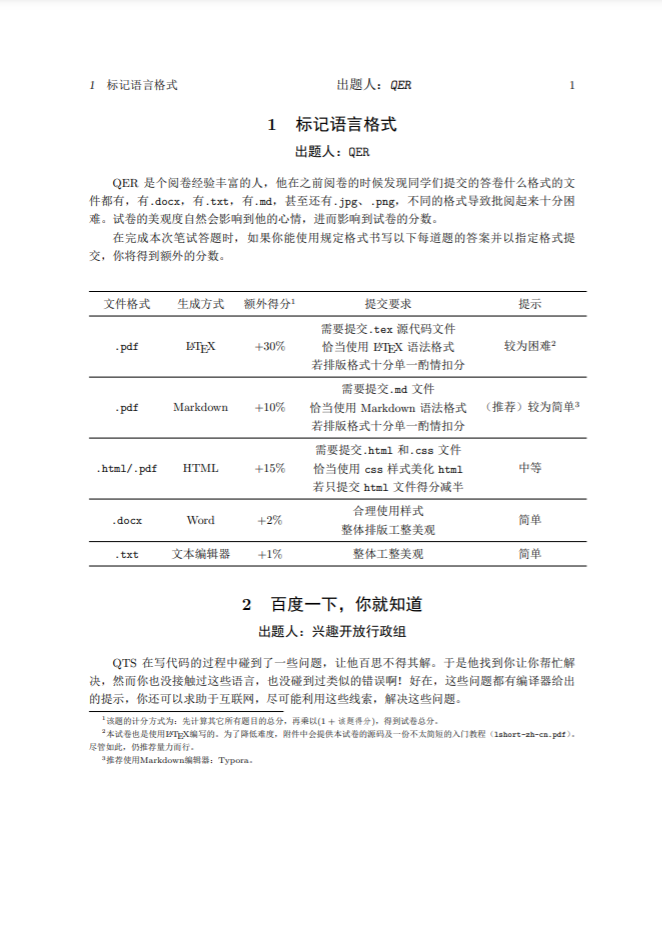 1 标记语言格式 出题人：QER 1
1 标记语言格式
出题人：QER
QER 是个阅卷经验丰富的人，他在之前阅卷的时候发现同学们提交的答卷什么格式的文
件都有，有.docx，有.txt，有.md，甚至还有.jpg、.png，不同的格式导致批阅起来十分困
难。试卷的美观度自然会影响到他的心情，进而影响到试卷的分数。
在完成本次笔试答题时，如果你能使用规定格式书写以下每道题的答案并以指定格式提
交，你将得到额外的分数。
文件格式 生成方式 额外得分1 提交要求 提示
需要提交.tex 源代码文件
.pdf LATEX +30% 恰当使用 LATEX 语法格式 较为困难2
若排版格式十分单一酌情扣分
需要提交.md 文件
.pdf Markdown +10% 恰当使用 Markdown 语法格式 （推荐）较为简单3
若排版格式十分单一酌情扣分
需要提交.html 和.css 文件
.html/.pdf HTML +15% 恰当使用 css 样式美化 html 中等
若只提交 html 文件得分减半
合理使用样式
.docx Word +2% 简单
整体排版工整美观
.txt 文本编辑器 +1% 整体工整美观 简单
2 百度一下，你就知道
出题人：兴趣开放行政组
QTS 在写代码的过程中碰到了一些问题，让他百思不得其解。于是他找到你让你帮忙解
决，然而你也没接触过这些语言，也没碰到过类似的错误啊！好在，这些问题都有编译器给出
的提示，你还可以求助于互联网，尽可能利用这些线索，解决这些问题。
1该题的计分方式为：先计算其它所有题目的总分，再乘以(1 + 该题得分)，得到试卷总分。
2本试卷也是使用LATEX编写的。为了降低难度，附件中会提供本试卷的源码及一份不太简短的入门教程（lshort-zh-cn.pdf）。
尽管如此，仍推荐量力而行。
3推荐使用Markdown编辑器：Typora。